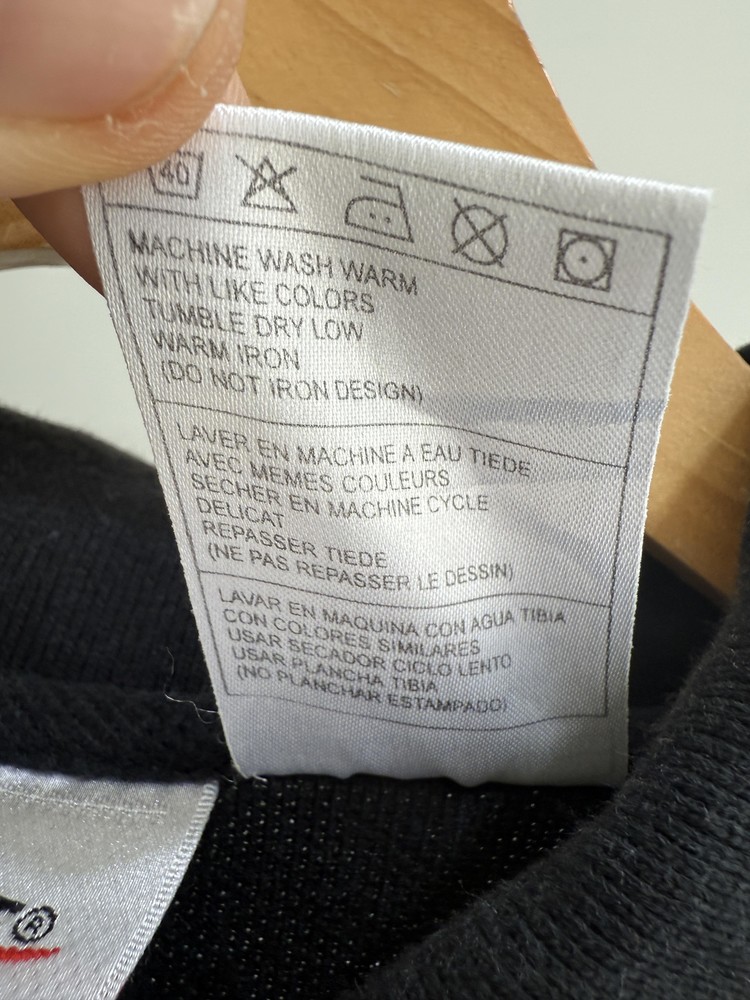 40
MACHINE WASH WARM
WITH LIKE COLORS
TUMBLE DRY LOW
WARM IRON
(DO NOT IRON DESIGN)
LAVER EN MACHINE A EAU TIEDE
AVEC MEMES COULEURS
SECHER EN MACHINE CYCLE
DELICAT
REPASSER TIEDE
(NE PAS REPASSER LE DESSIN)
LAVAR EN MAQUINA CON AGUA TIBIA
CON COLORES SIMILARES
USAR SECADOR CICLO LENTO
USAR PLANCHA TIBIA
(NO PLANCHAR ESTAMPADO)
®